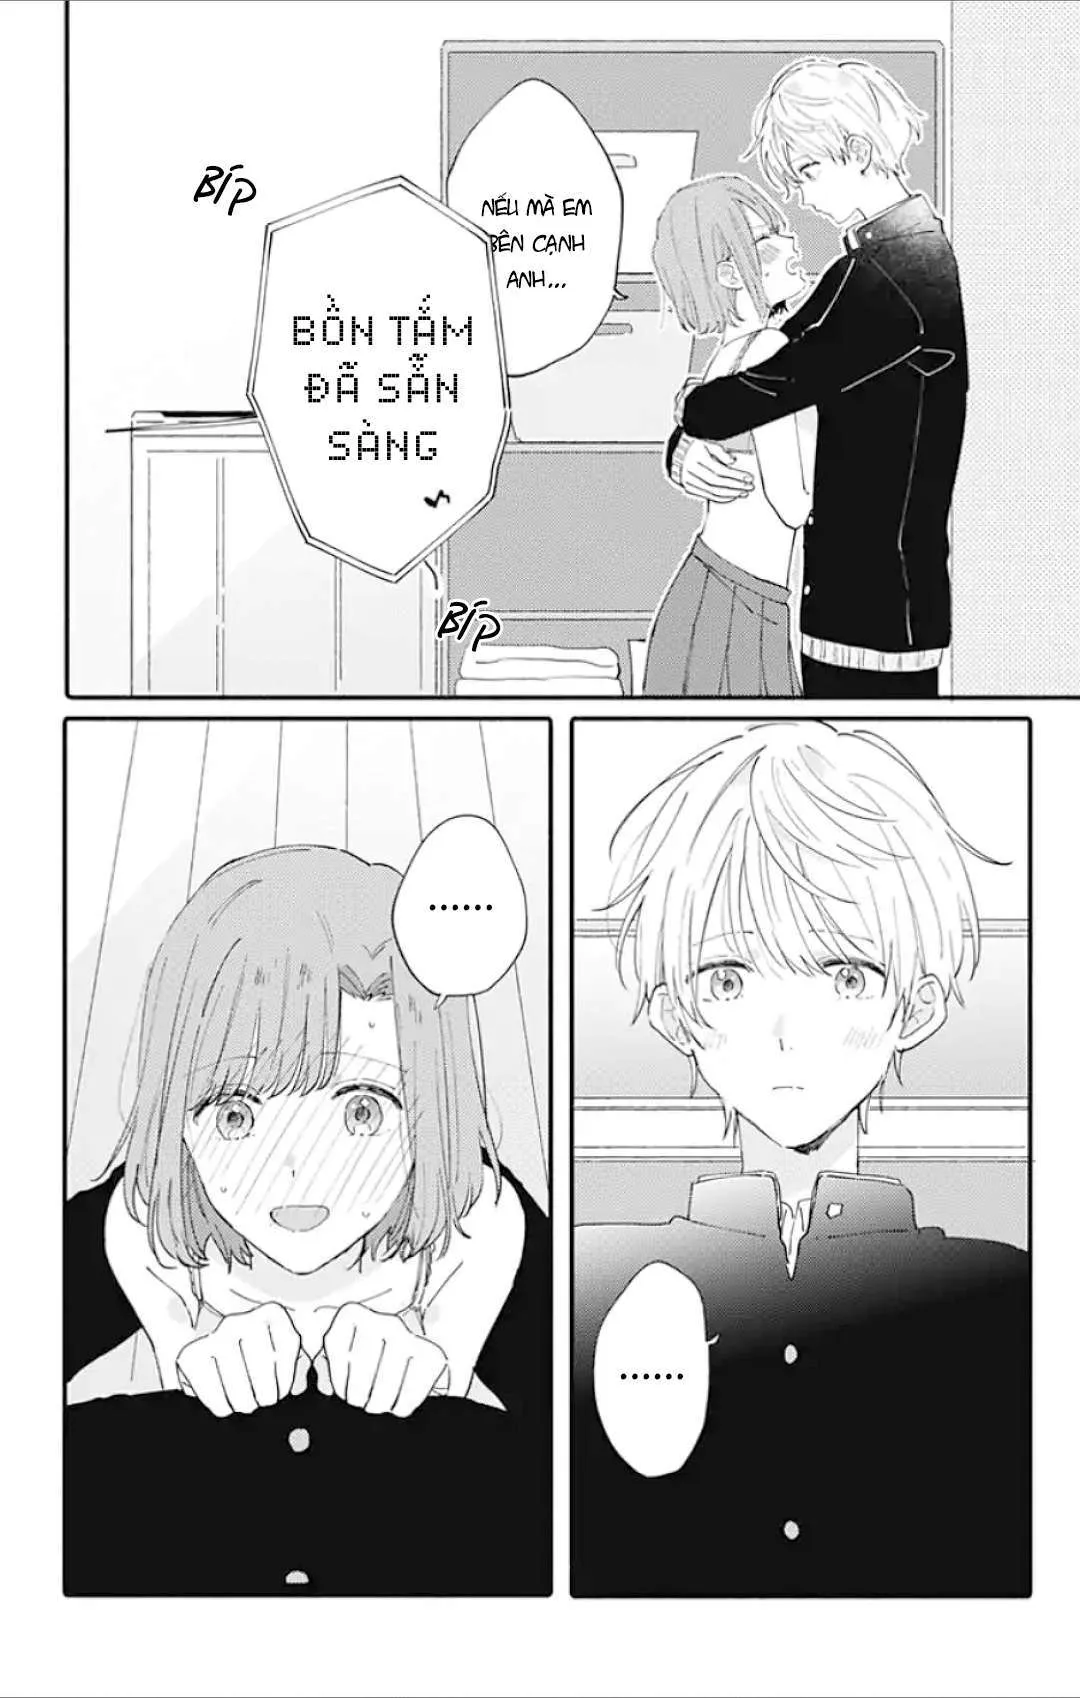 NẾU MÀ EM
BÊN CẠNH
ANH...
BÍP
BỒN TẮM
ĐÃ SẴN
SÀNG
BÍP
......
......